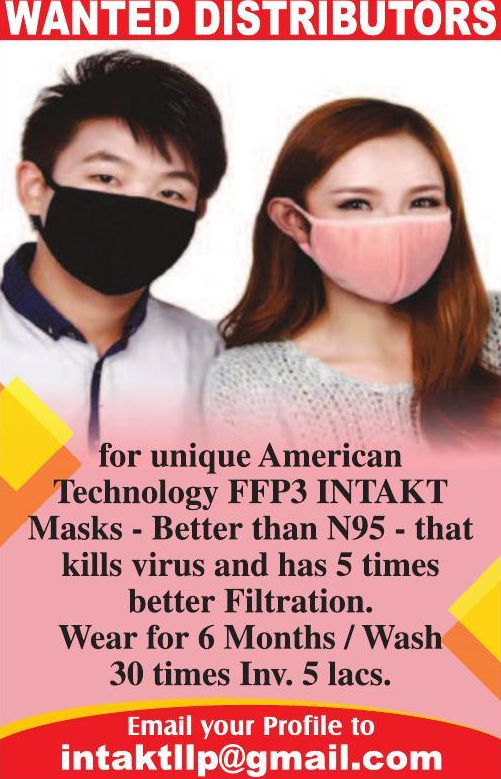 WANTED DISTRIBUTORS
for unique American
Technology FFP3 INTAKT
Masks - Better than N95 - that
kills virus and has 5 times
better Filtration.
Wear for 6 Months / Wash
30 times Inv. 5 lacs.
Email your Profile to
intaktllp@gmail.com